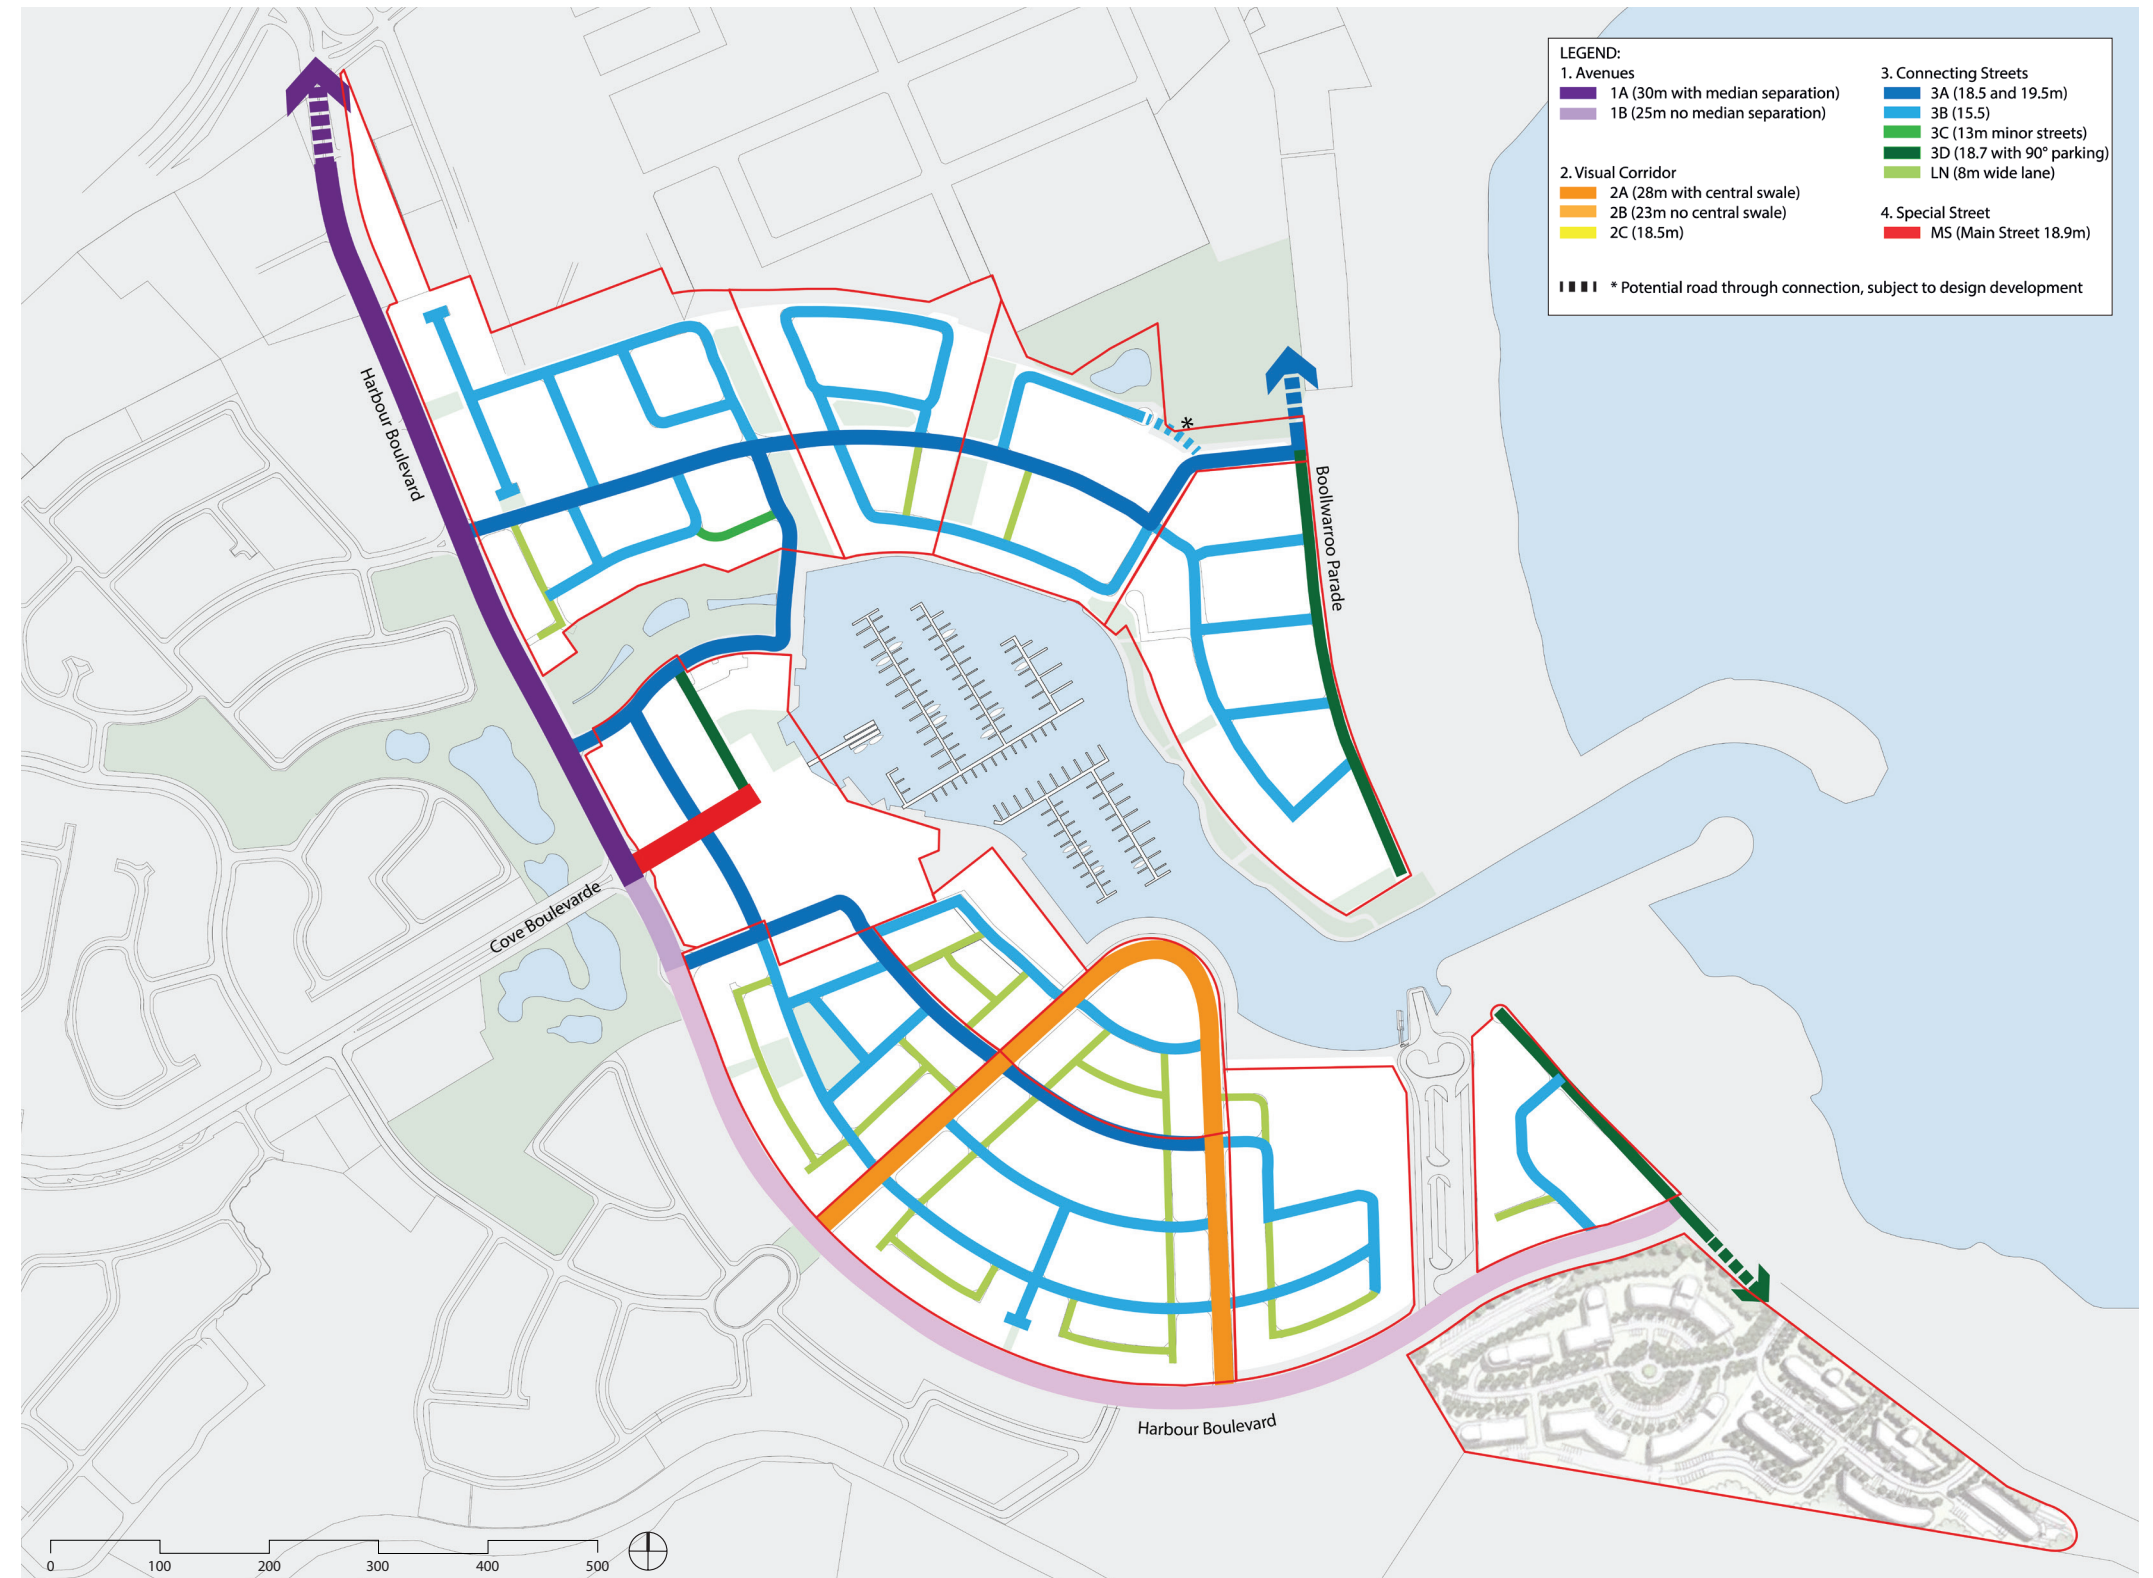 LEGEND:
1. Avenues
1A (30m with median separation)
1B (25m no median separation)
2. Visual Corridor
2A (28m with central swale)
2B (23m no central swale)
2C (18.5m)
3. Connecting Streets
3A (18.5 and 19.5m)
3B (15.5)
3C (13m minor streets)
3D (18.7 with 90° parking)
LN (8m wide lane)
4. Special Street
MS (Main Street 18.9m)
* Potential road through connection, subject to design development
Harbour Boulevard
*
Boollwarroo Parade
Cove Boulevarde
Harbour Boulevard
0 100 200 300 400 500